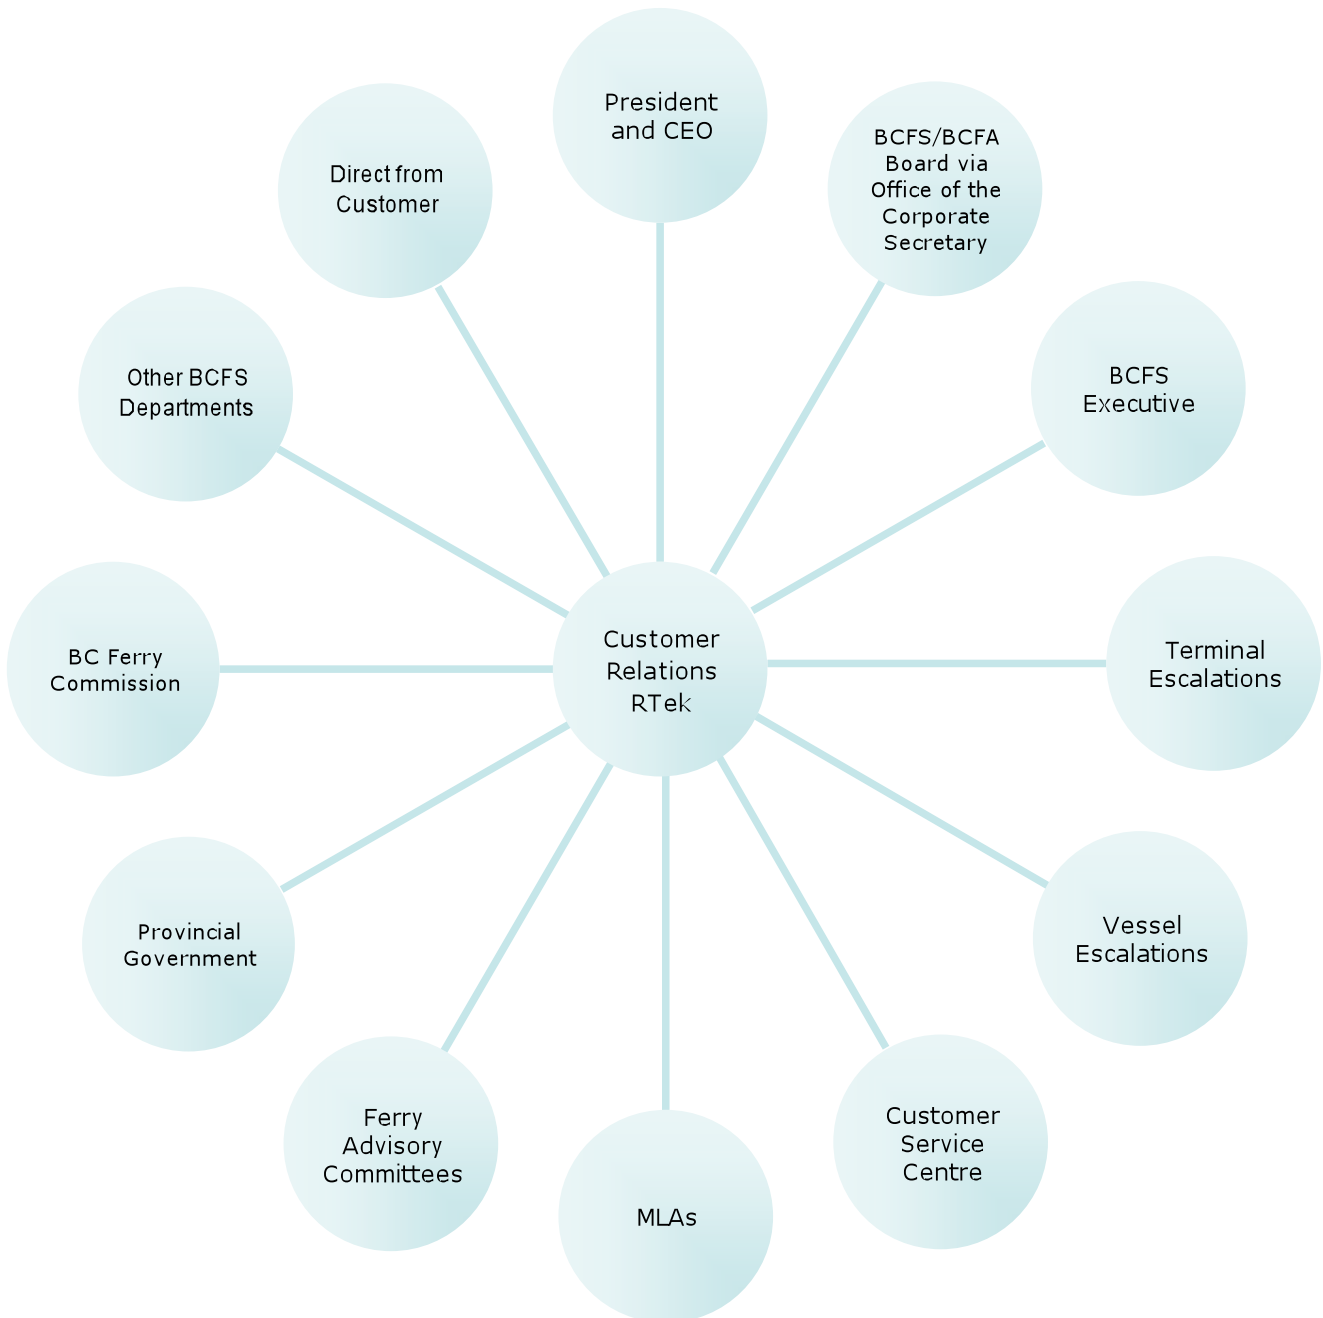 President
and CEO
BCFS/BCFA
Board via
Office of the
Corporate
Secretary
BCFS
Executive
Terminal
Escalations
Vessel
Escalations
Customer
Service
Centre
MLAs
Ferry
Advisory
Committees
Provincial
Government
BC Ferry
Commission
Other BCFS
Departments
Direct from
Customer
Customer
Relations
RTek